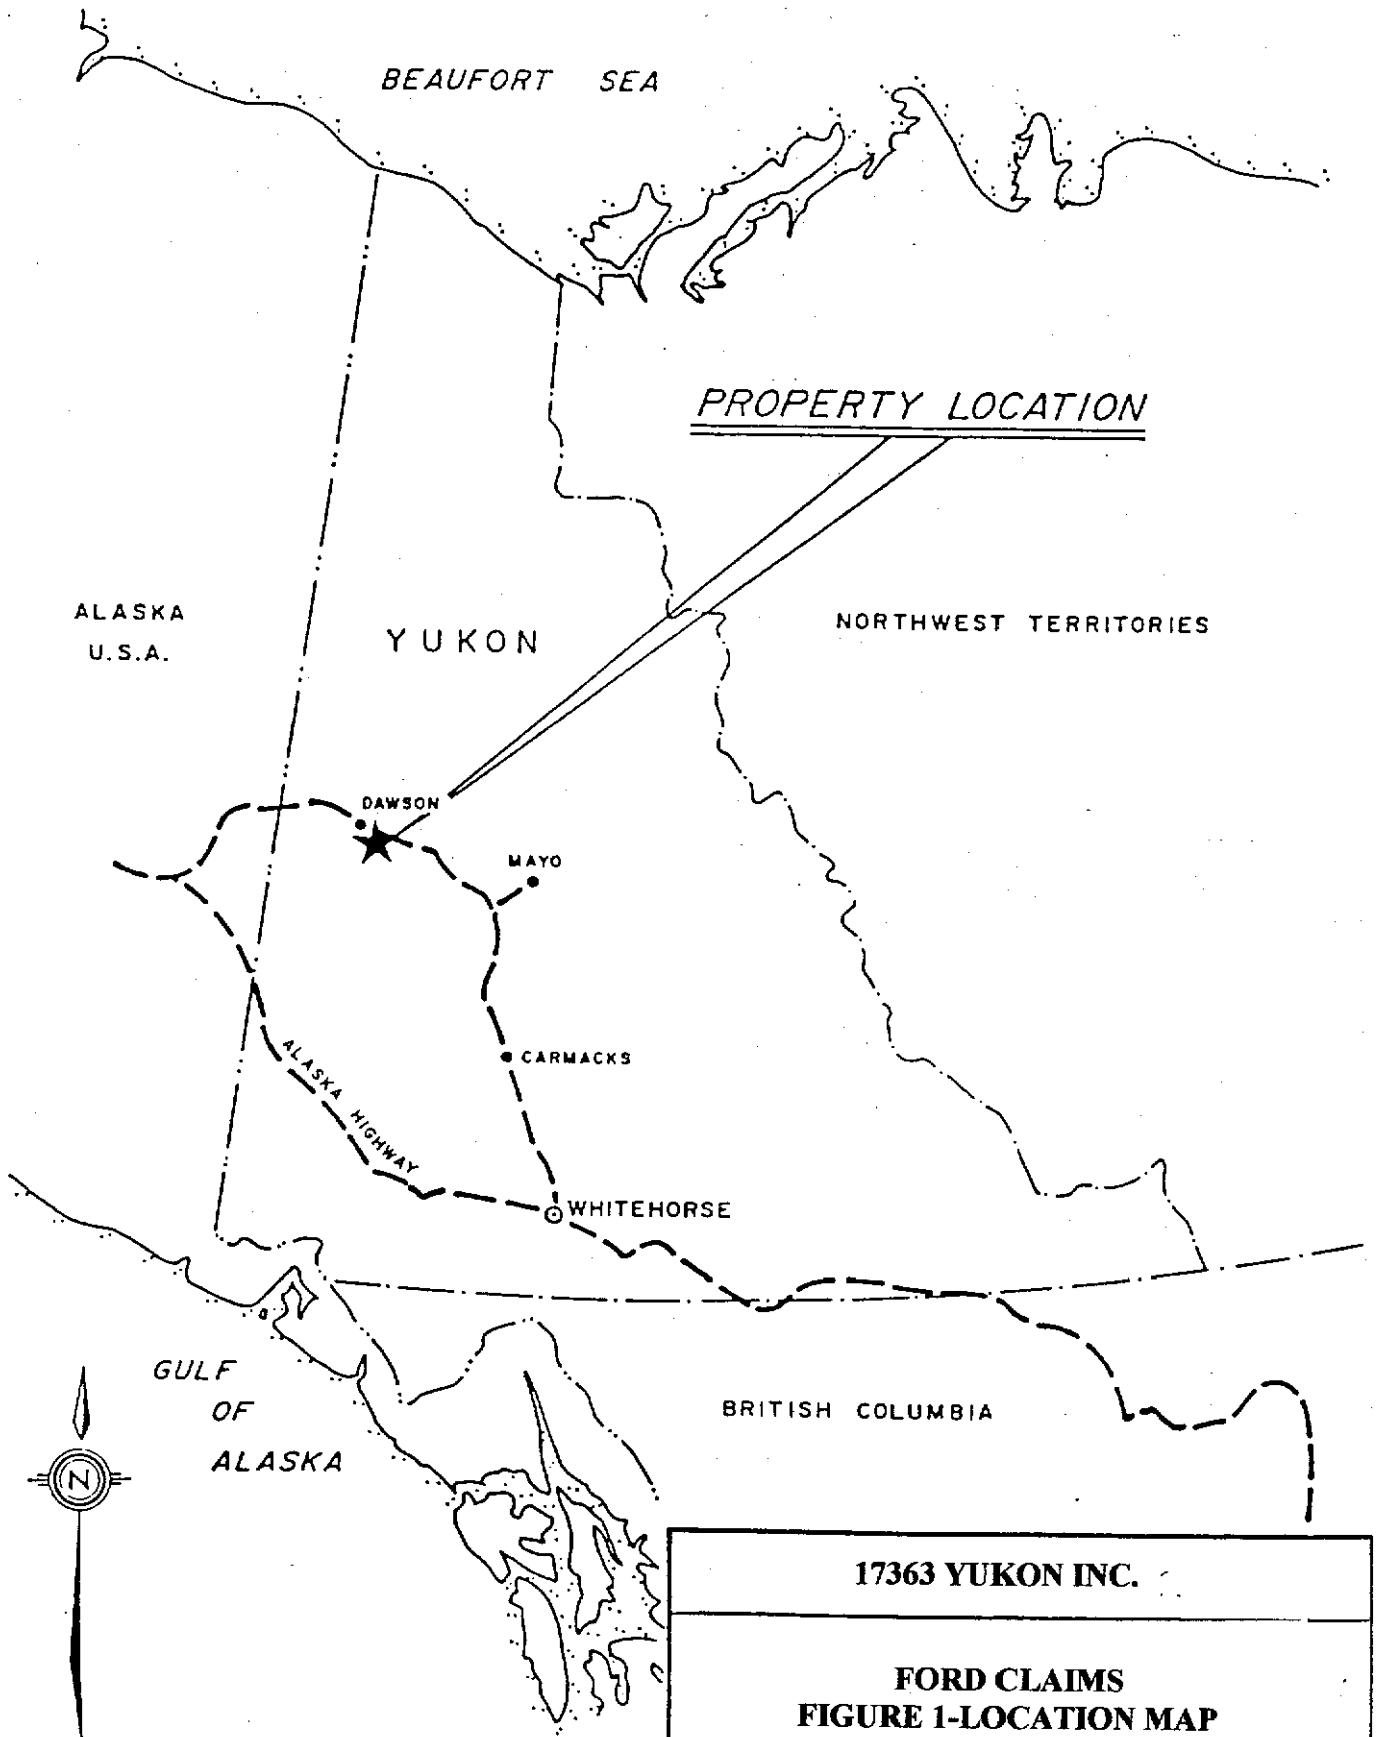 BEAUFORT SEA
PROPERTY LOCATION
ALASKA
U.S.A.
YUKON
NORTHWEST TERRITORIES
DAWSON
MAYO
CARMACKS
ALASKA HIGHWAY
WHITEHORSE
GULF
OF
ALASKA
BRITISH COLUMBIA
N
17363 YUKON INC.
FORD CLAIMS
FIGURE 1-LOCATION MAP